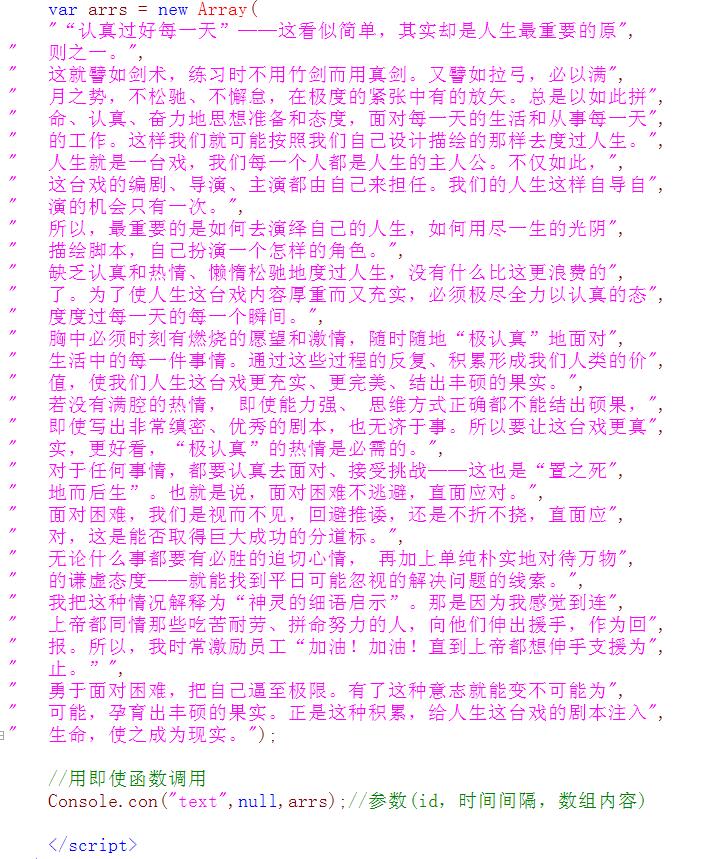 var arrs = new Array(
"“认真过好每一天”——这看似简单，其实却是人生最重要的原",
"　则之一。",
"　这就譬如剑术，练习时不用竹剑而用真剑。又譬如拉弓，必以满",
"　月之势，不松弛、不懈怠，在极度的紧张中有的放矢。总是以如此拼",
"　命、认真、奋力地思想准备和态度，面对每一天的生活和从事每一天",
"　的工作。这样我们就可能按照我们自己设计描绘的那样去度过人生。",
"　人生就是一台戏，我们每一个人都是人生的主人公。不仅如此，",
"　这台戏的编剧、导演、主演都由自己来担任。我们的人生这样自导自",
"　演的机会只有一次。",
"　所以，最重要的是如何去演绎自己的人生，如何用尽一生的光阴",
"　描绘脚本，自己扮演一个怎样的角色。",
"　缺乏认真和热情、懒惰松弛地度过人生，没有什么比这更浪费的",
"　了。为了使人生这台戏内容厚重而又充实，必须极尽全力以认真的态",
"　度度过每一天的每一个瞬间。",
"　胸中必须时刻有燃烧的愿望和激情，随时随地“极认真”地面对",
"　生活中的每一件事情。通过这些过程的反复、积累形成我们人类的价",
"　值，使我们人生这台戏更充实、更完美、结出丰硕的果实。",
"　若没有满腔的热情， 即使能力强、 思维方式正确都不能结出硕果，",
"　即使写出非常缜密、优秀的剧本，也无济于事。所以要让这台戏更真",
"　实，更好看，“极认真”的热情是必需的。",
"　对于任何事情，都要认真去面对、接受挑战——这也是“置之死",
"　地而后生”。也就是说，面对困难不逃避，直面应对。",
"　面对困难，我们是视而不见，回避推诿，还是不折不挠，直面应",
"　对，这是能否取得巨大成功的分道标。",
"　无论什么事都要有必胜的迫切心情， 再加上单纯朴实地对待万物",
"　的谦虚态度——就能找到平日可能忽视的解决问题的线索。",
"　我把这种情况解释为“神灵的细语启示”。那是因为我感觉到连",
"　上帝都同情那些吃苦耐劳、拼命努力的人，向他们伸出援手，作为回",
"　报。所以，我时常激励员工“加油！加油！直到上帝都想伸手支援为",
"　止。”",
"　勇于面对困难，把自己逼至极限。有了这种意志就能变不可能为",
"　可能，孕育出丰硕的果实。正是这种积累，给人生这台戏的剧本注入",
"　生命，使之成为现实。");
//用即使函数调用
Console.con("text",null,arrs);//参数(id, 时间间隔, 数组内容)
</script>